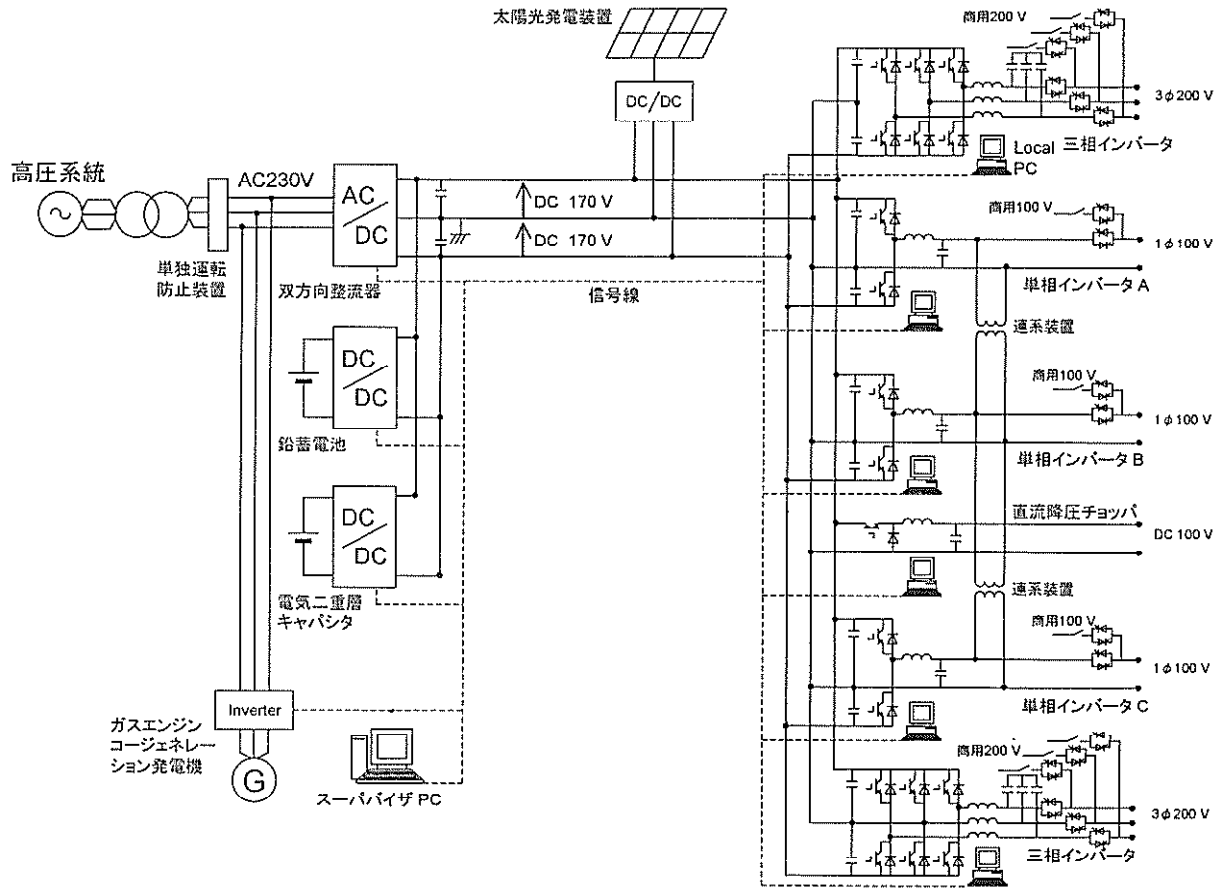 太陽光発電装置
DC/DC
高圧系統
単独運転
防止装置
AC230V
AC
DC
双方向整流器
DC 170 V
DC 170 V
信号線
DC
DC
鉛蓄電池
DC
DC
電気二重層
キャパシタ
Inverter
ガスエンジン
コージェネレー
ション発電機
G
スーパバイザ PC
商用200 V
3φ200 V
Local
PC
三相インバータ
商用100 V
1φ100 V
単相インバータ A
連系装置
商用100 V
1φ100 V
単相インバータ B
直流降圧チョッパ
DC 100 V
連系装置
商用100 V
1φ100 V
単相インバータ C
商用200 V
3φ200 V
三相インバータ